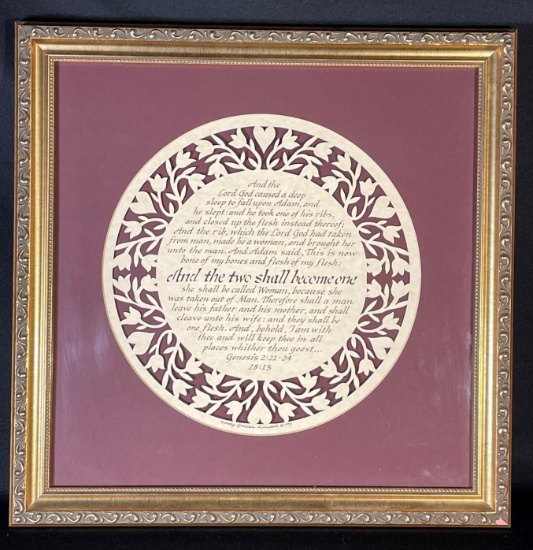 And the
Lord God caused a deep
sleep to fall upon Adam, and
he slept: and he took one of his ribs,
and closed up the flesh instead thereof:
And the rib, which the Lord God had taken
from man, made he a woman, and brought her
unto the man. And Adam said, This is now
bone of my bones and flesh of my flesh:
And the two shall become one
she shall be called Woman, because she
was taken out of Man. Therefore shall a man
leave his father and his mother, and shall
cleave unto his wife: and they shall be
one flesh. And, behold, I am with
thee and will keep thee in all
places whither thou goest...
Genesis 2:21-24
28:15